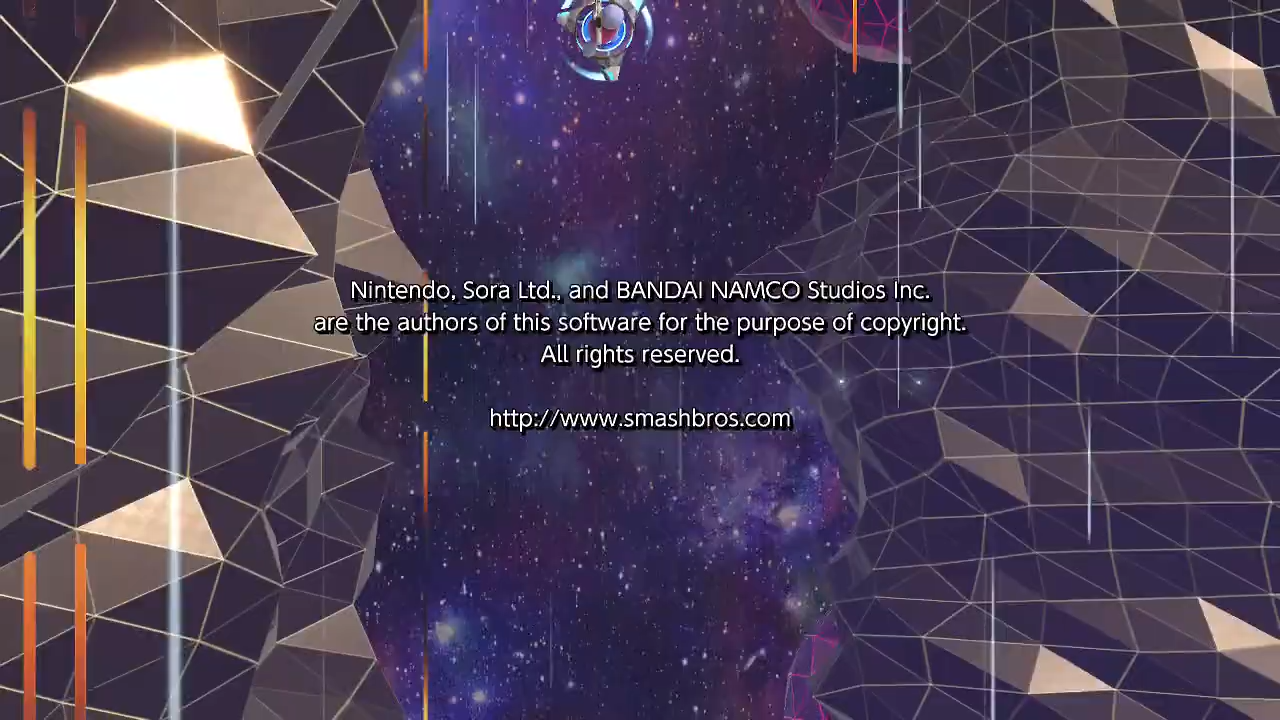 Nintendo, Sora Ltd., and BANDAI NAMCO Studios Inc.
are the authors of this software for the purpose of copyright.
All rights reserved.
http://www.smashbros.com